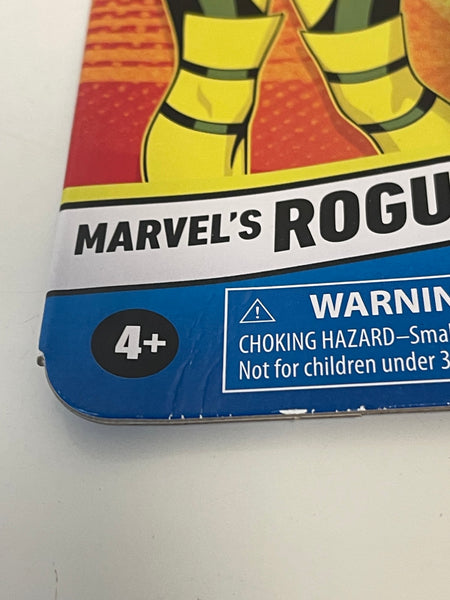 MARVEL'S ROGU
4+
⚠ WARNIN
CHOKING HAZARD–Smal
Not for children under 3